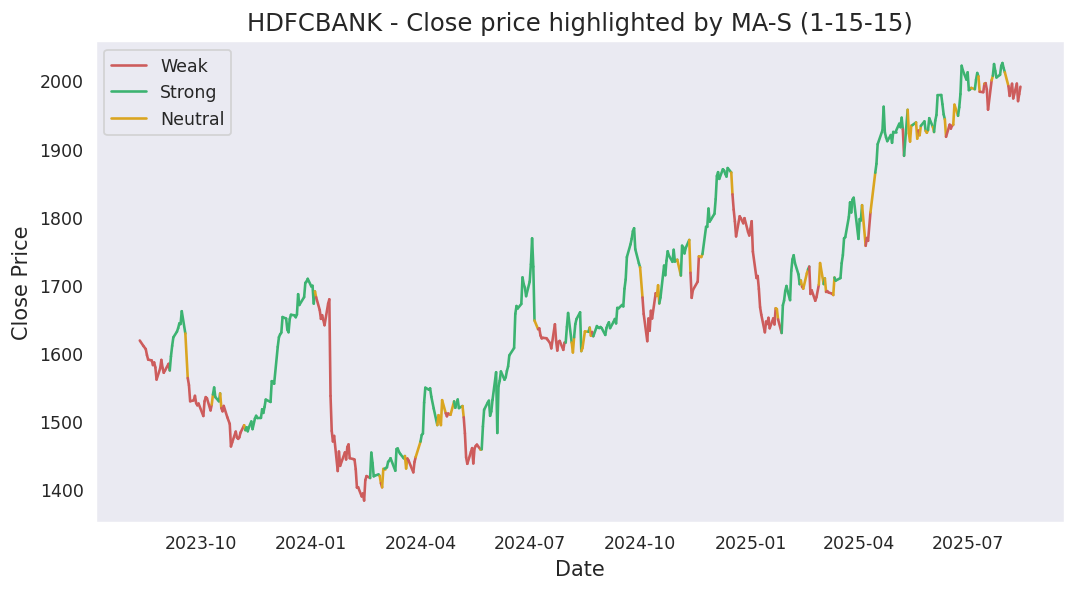 HDFCBANK - Close price highlighted by MA-S (1-15-15)
Weak
Strong
Neutral
Close Price
2000
1900
1800
1700
1600
1500
1400
2023-10 2024-01 2024-04 2024-07 2024-10 2025-01 2025-04 2025-07
Date